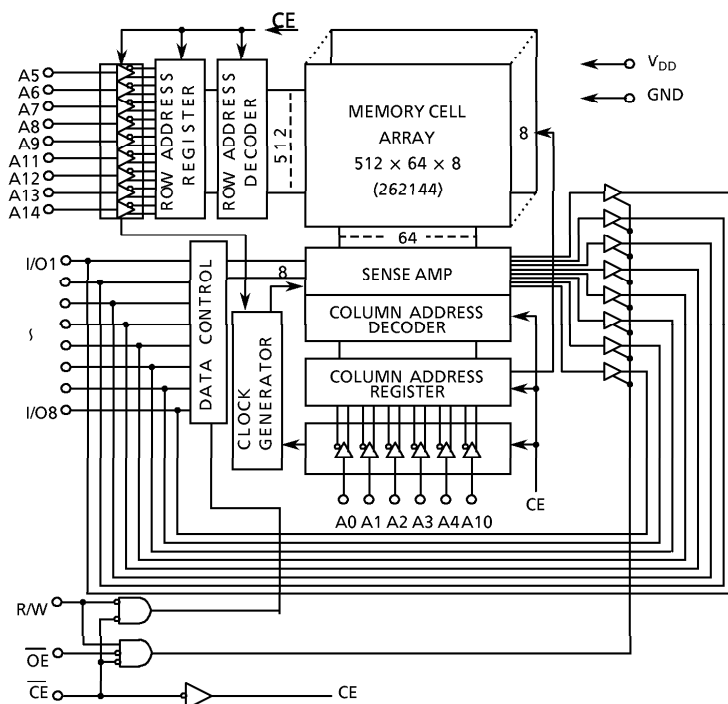 CE
A5
A6
A7
A8
A9
A11
A12
A13
A14
ROW ADDRESS
REGISTER
ROW ADDRESS
DECODER
512
MEMORY CELL
ARRAY
512 × 64 × 8
(262144)
8
VDD
GND
64
I/O1
~
I/O8
DATA CONTROL
8
SENSE AMP
COLUMN ADDRESS
DECODER
CLOCK
GENERATOR
COLUMN ADDRESS
REGISTER
A0 A1 A2 A3 A4 A10
CE
R/W
OE
CE
CE